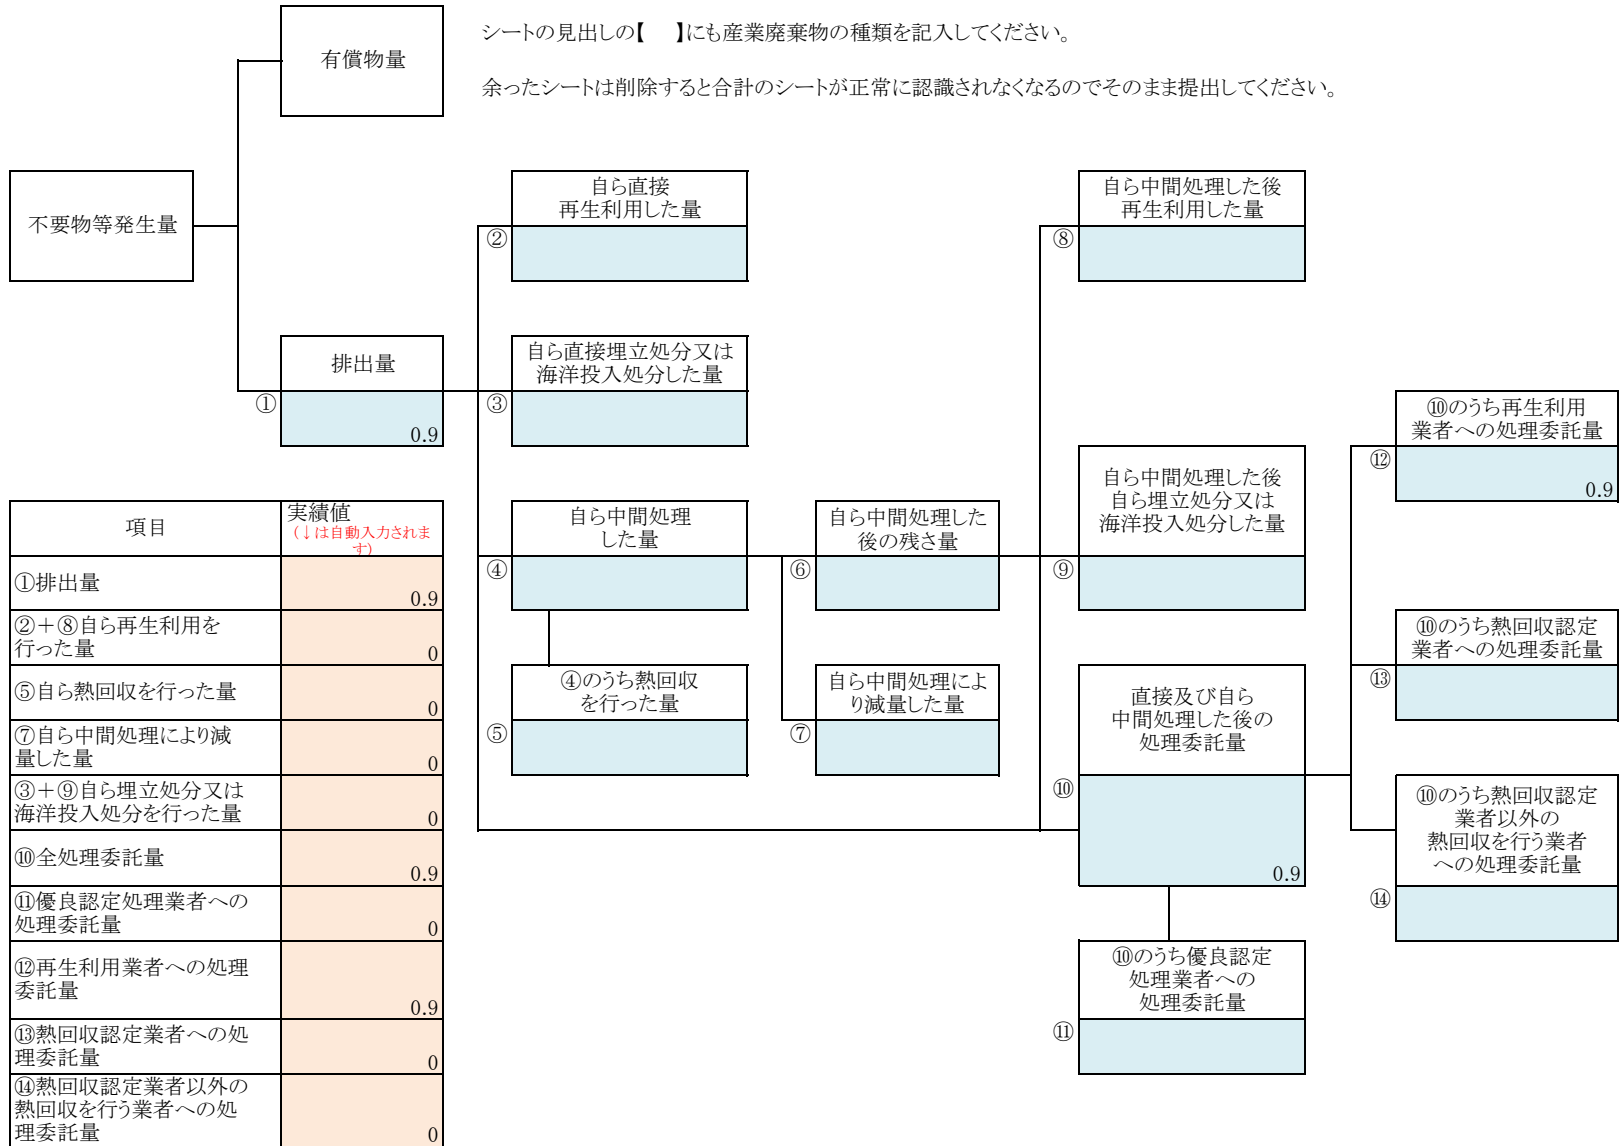 シートの見出しの【　】にも産業廃棄物の種類を記入してください。
余ったシートは削除すると合計のシートが正常に認識されなくなるのでそのまま提出してください。
有償物量
不要物等発生量
排出量
①
0.9
自ら直接
再生利用した量
②
自ら直接埋立処分又は
海洋投入処分した量
③
自ら中間処理
した量
④
④のうち熱回収
を行った量
⑤
自ら中間処理した
後の残さ量
⑥
自ら中間処理によ
り減量した量
⑦
自ら中間処理した後
再生利用した量
⑧
自ら中間処理した後
自ら埋立処分又は
海洋投入処分した量
⑨
直接及び自ら
中間処理した後の
処理委託量
⑩
0.9
⑩のうち優良認定
処理業者への
処理委託量
⑪
⑩のうち再生利用
業者への処理委託量
⑫
0.9
⑩のうち熱回収認定
業者への処理委託量
⑬
⑩のうち熱回収認定
業者以外の
熱回収を行う業者
への処理委託量
⑭
項目
実績値
(↓は自動入力されま
す)
①排出量
0.9
②＋⑧自ら再生利用を
行った量
0
⑤自ら熱回収を行った量
0
⑦自ら中間処理により減
量した量
0
③＋⑨自ら埋立処分又は
海洋投入処分を行った量
0
⑩全処理委託量
0.9
⑪優良認定処理業者への
処理委託量
0
⑫再生利用業者への処理
委託量
0.9
⑬熱回収認定業者への処
理委託量
0
⑭熱回収認定業者以外の
熱回収を行う業者への処
理委託量
0